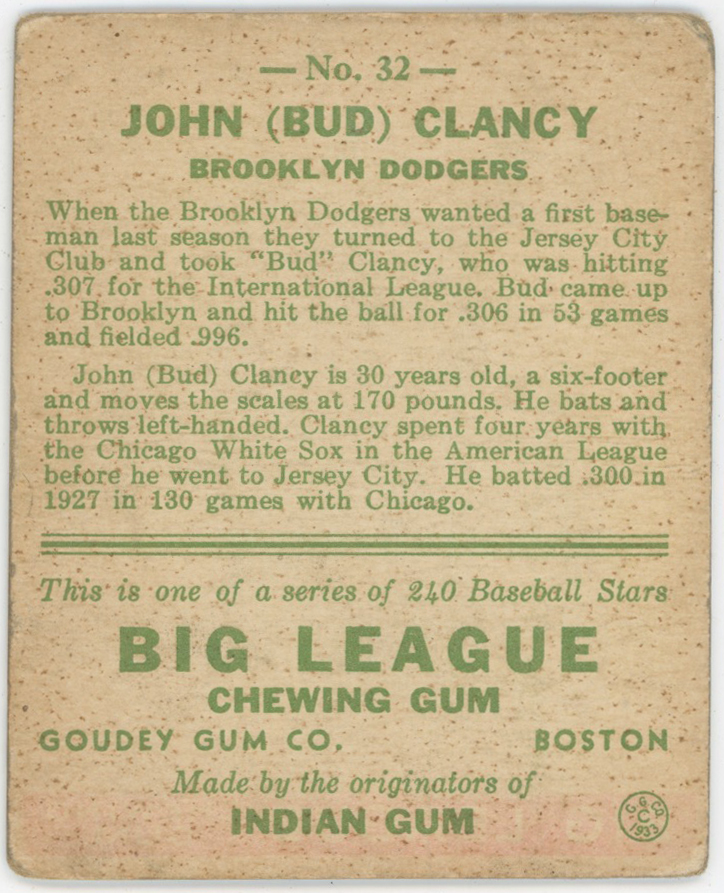 — No. 32 —
JOHN (BUD) CLANCY
BROOKLYN DODGERS
When the Brooklyn Dodgers wanted a first base-
man last season they turned to the Jersey City
Club and took "Bud" Clancy, who was hitting
.307 for the International League. Bud came up
to Brooklyn and hit the ball for .306 in 53 games
and fielded .996.
John (Bud) Clancy is 30 years old, a six-footer
and moves the scales at 170 pounds. He bats and
throws left-handed. Clancy spent four years with
the Chicago White Sox in the American League
before he went to Jersey City. He batted .300 in
1927 in 130 games with Chicago.
This is one of a series of 240 Baseball Stars
BIG LEAGUE
CHEWING GUM
GOUDEY GUM CO. BOSTON
Made by the originators of
INDIAN GUM
G. G. CO.
C
1933